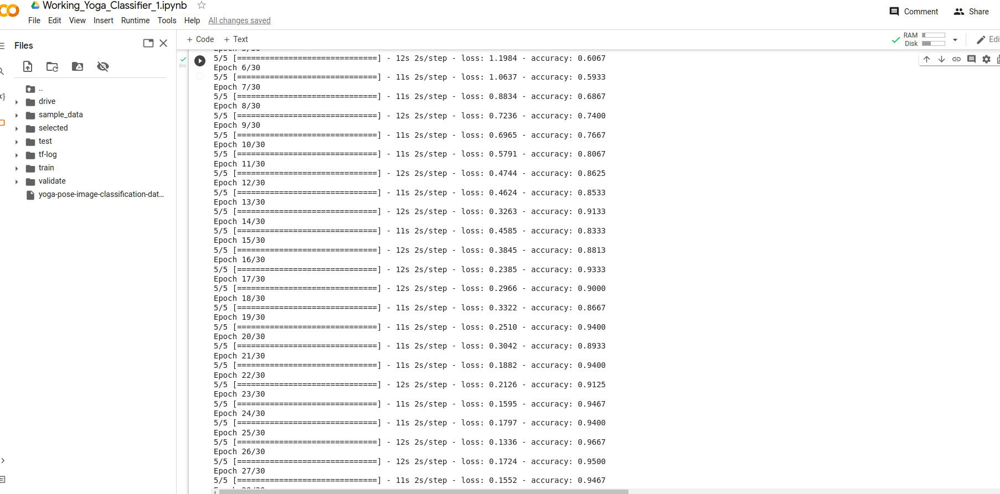 Working_Yoga_Classifier_1.ipynb
File Edit View Insert Runtime Tools Help All changes saved
Comment Share
Files
+ Code + Text
RAM
Disk
..
drive
sample_data
selected
test
tf-log
train
validate
yoga-pose-image-classification-dat...
8m
5/5 [==============================] - 12s 2s/step - loss: 1.1984 - accuracy: 0.6067
Epoch 6/30
5/5 [==============================] - 11s 2s/step - loss: 1.0637 - accuracy: 0.5933
Epoch 7/30
5/5 [==============================] - 11s 2s/step - loss: 0.8834 - accuracy: 0.6867
Epoch 8/30
5/5 [==============================] - 12s 2s/step - loss: 0.7236 - accuracy: 0.7400
Epoch 9/30
5/5 [==============================] - 11s 2s/step - loss: 0.6965 - accuracy: 0.7667
Epoch 10/30
5/5 [==============================] - 11s 2s/step - loss: 0.5791 - accuracy: 0.8067
Epoch 11/30
5/5 [==============================] - 12s 2s/step - loss: 0.4744 - accuracy: 0.8625
Epoch 12/30
5/5 [==============================] - 11s 2s/step - loss: 0.4624 - accuracy: 0.8533
Epoch 13/30
5/5 [==============================] - 12s 2s/step - loss: 0.3263 - accuracy: 0.9133
Epoch 14/30
5/5 [==============================] - 11s 2s/step - loss: 0.4585 - accuracy: 0.8333
Epoch 15/30
5/5 [==============================] - 12s 2s/step - loss: 0.3845 - accuracy: 0.8813
Epoch 16/30
5/5 [==============================] - 12s 2s/step - loss: 0.2385 - accuracy: 0.9333
Epoch 17/30
5/5 [==============================] - 12s 2s/step - loss: 0.2966 - accuracy: 0.9000
Epoch 18/30
5/5 [==============================] - 11s 2s/step - loss: 0.3322 - accuracy: 0.8667
Epoch 19/30
5/5 [==============================] - 11s 2s/step - loss: 0.2510 - accuracy: 0.9400
Epoch 20/30
5/5 [==============================] - 11s 2s/step - loss: 0.3042 - accuracy: 0.8933
Epoch 21/30
5/5 [==============================] - 11s 2s/step - loss: 0.1882 - accuracy: 0.9400
Epoch 22/30
5/5 [==============================] - 12s 2s/step - loss: 0.2126 - accuracy: 0.9125
Epoch 23/30
5/5 [==============================] - 11s 2s/step - loss: 0.1595 - accuracy: 0.9467
Epoch 24/30
5/5 [==============================] - 11s 2s/step - loss: 0.1797 - accuracy: 0.9400
Epoch 25/30
5/5 [==============================] - 12s 2s/step - loss: 0.1336 - accuracy: 0.9667
Epoch 26/30
5/5 [==============================] - 12s 2s/step - loss: 0.1724 - accuracy: 0.9500
Epoch 27/30
5/5 [==============================] - 11s 2s/step - loss: 0.1552 - accuracy: 0.9467